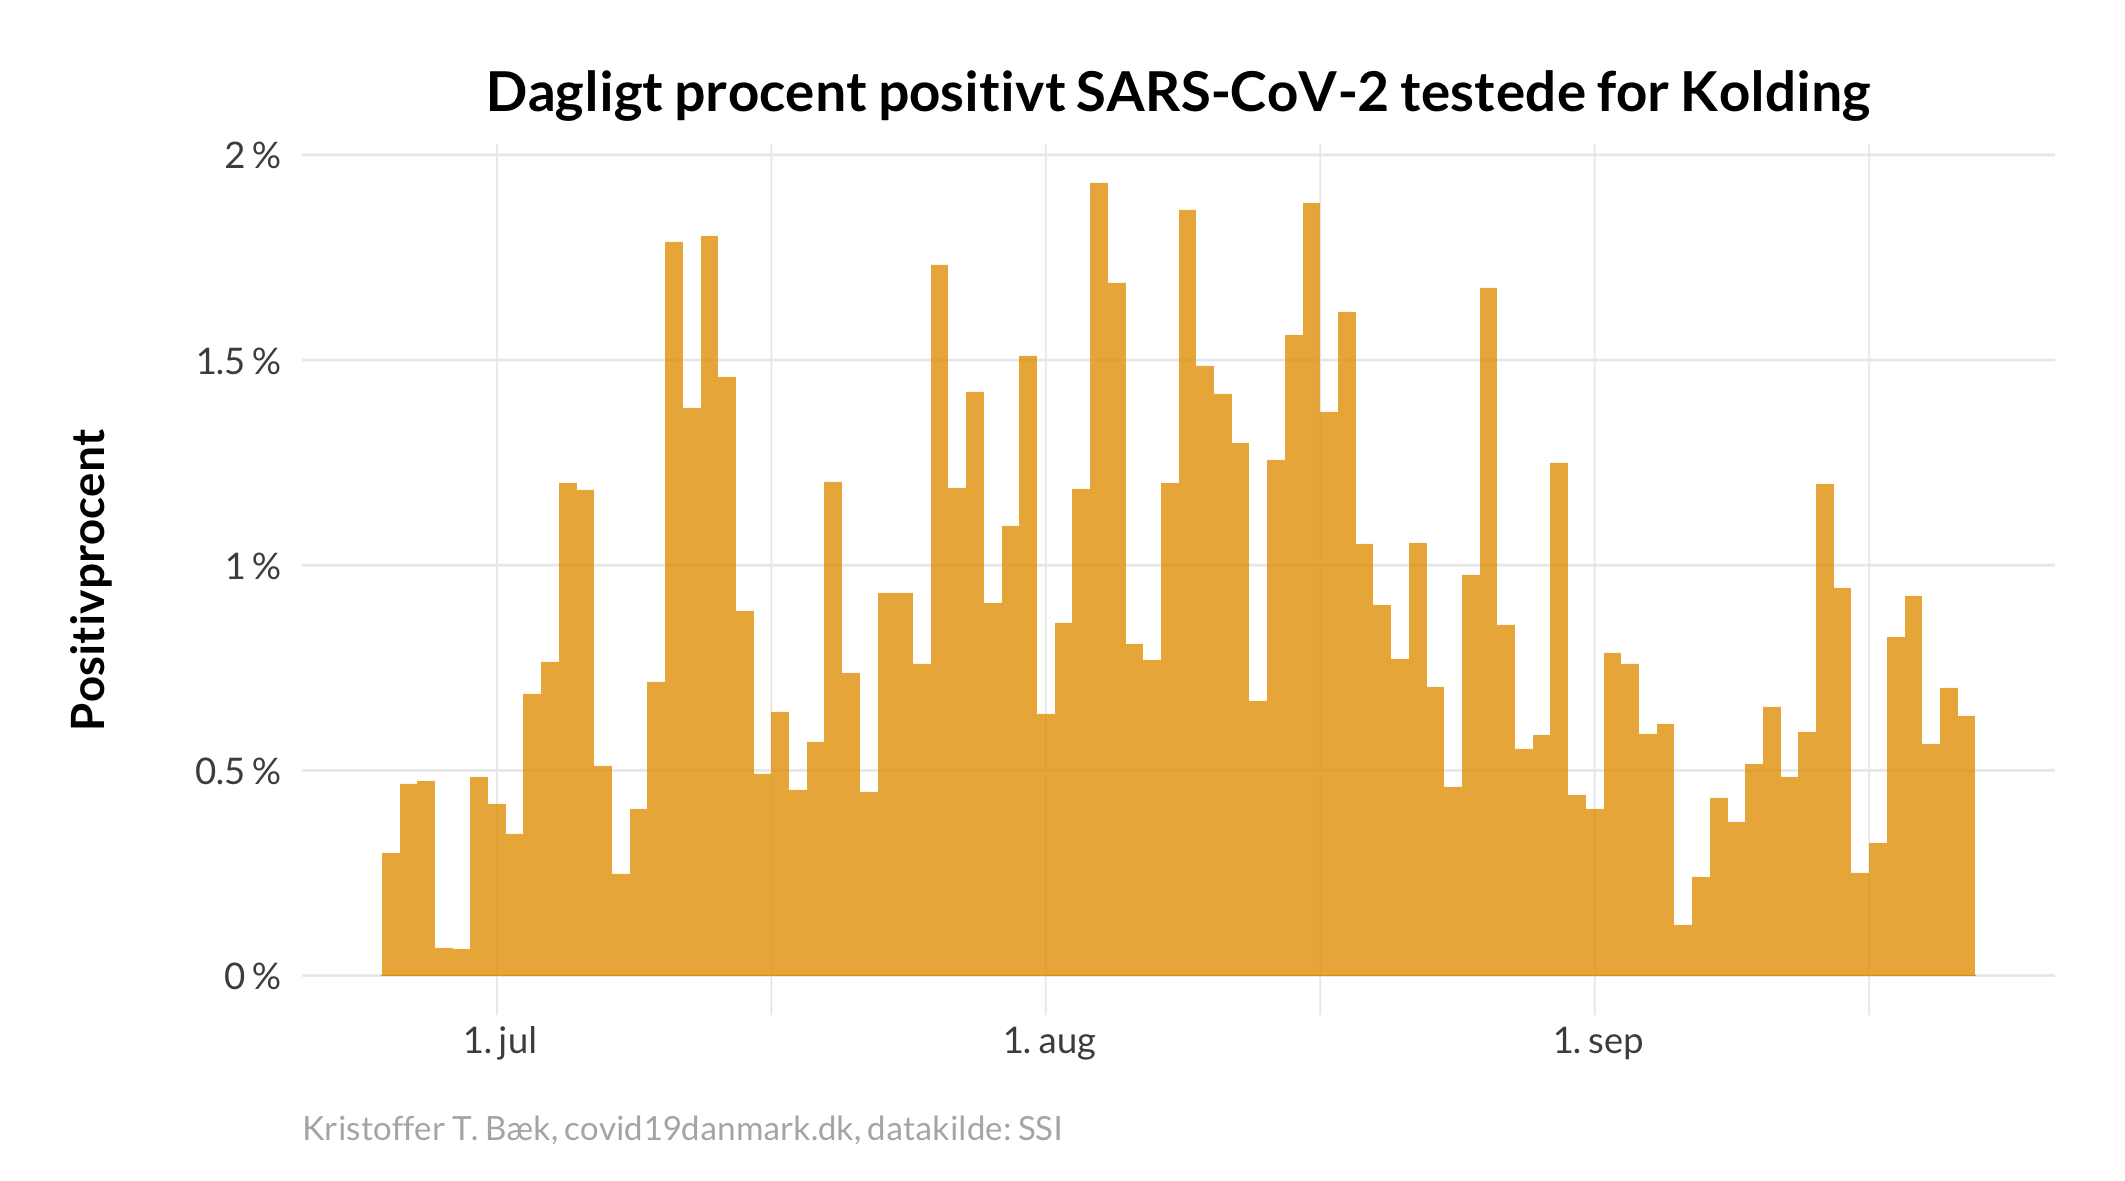 Dagligt procent positivt SARS-CoV-2 testede for Kolding
Positivprocent
2 %
1.5 %
1 %
0.5 %
0 %
1. jul
1. aug
1. sep
Kristoffer T. Bæk, covid19danmark.dk, datakilde: SSI